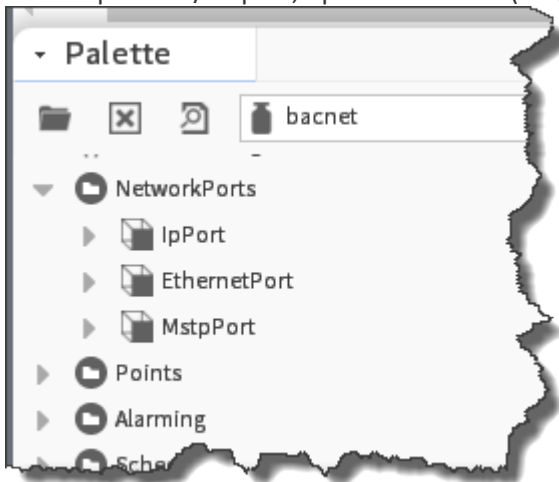 Palette
bacnet
NetworkPorts
IpPort
EthernetPort
MstpPort
Points
Alarming